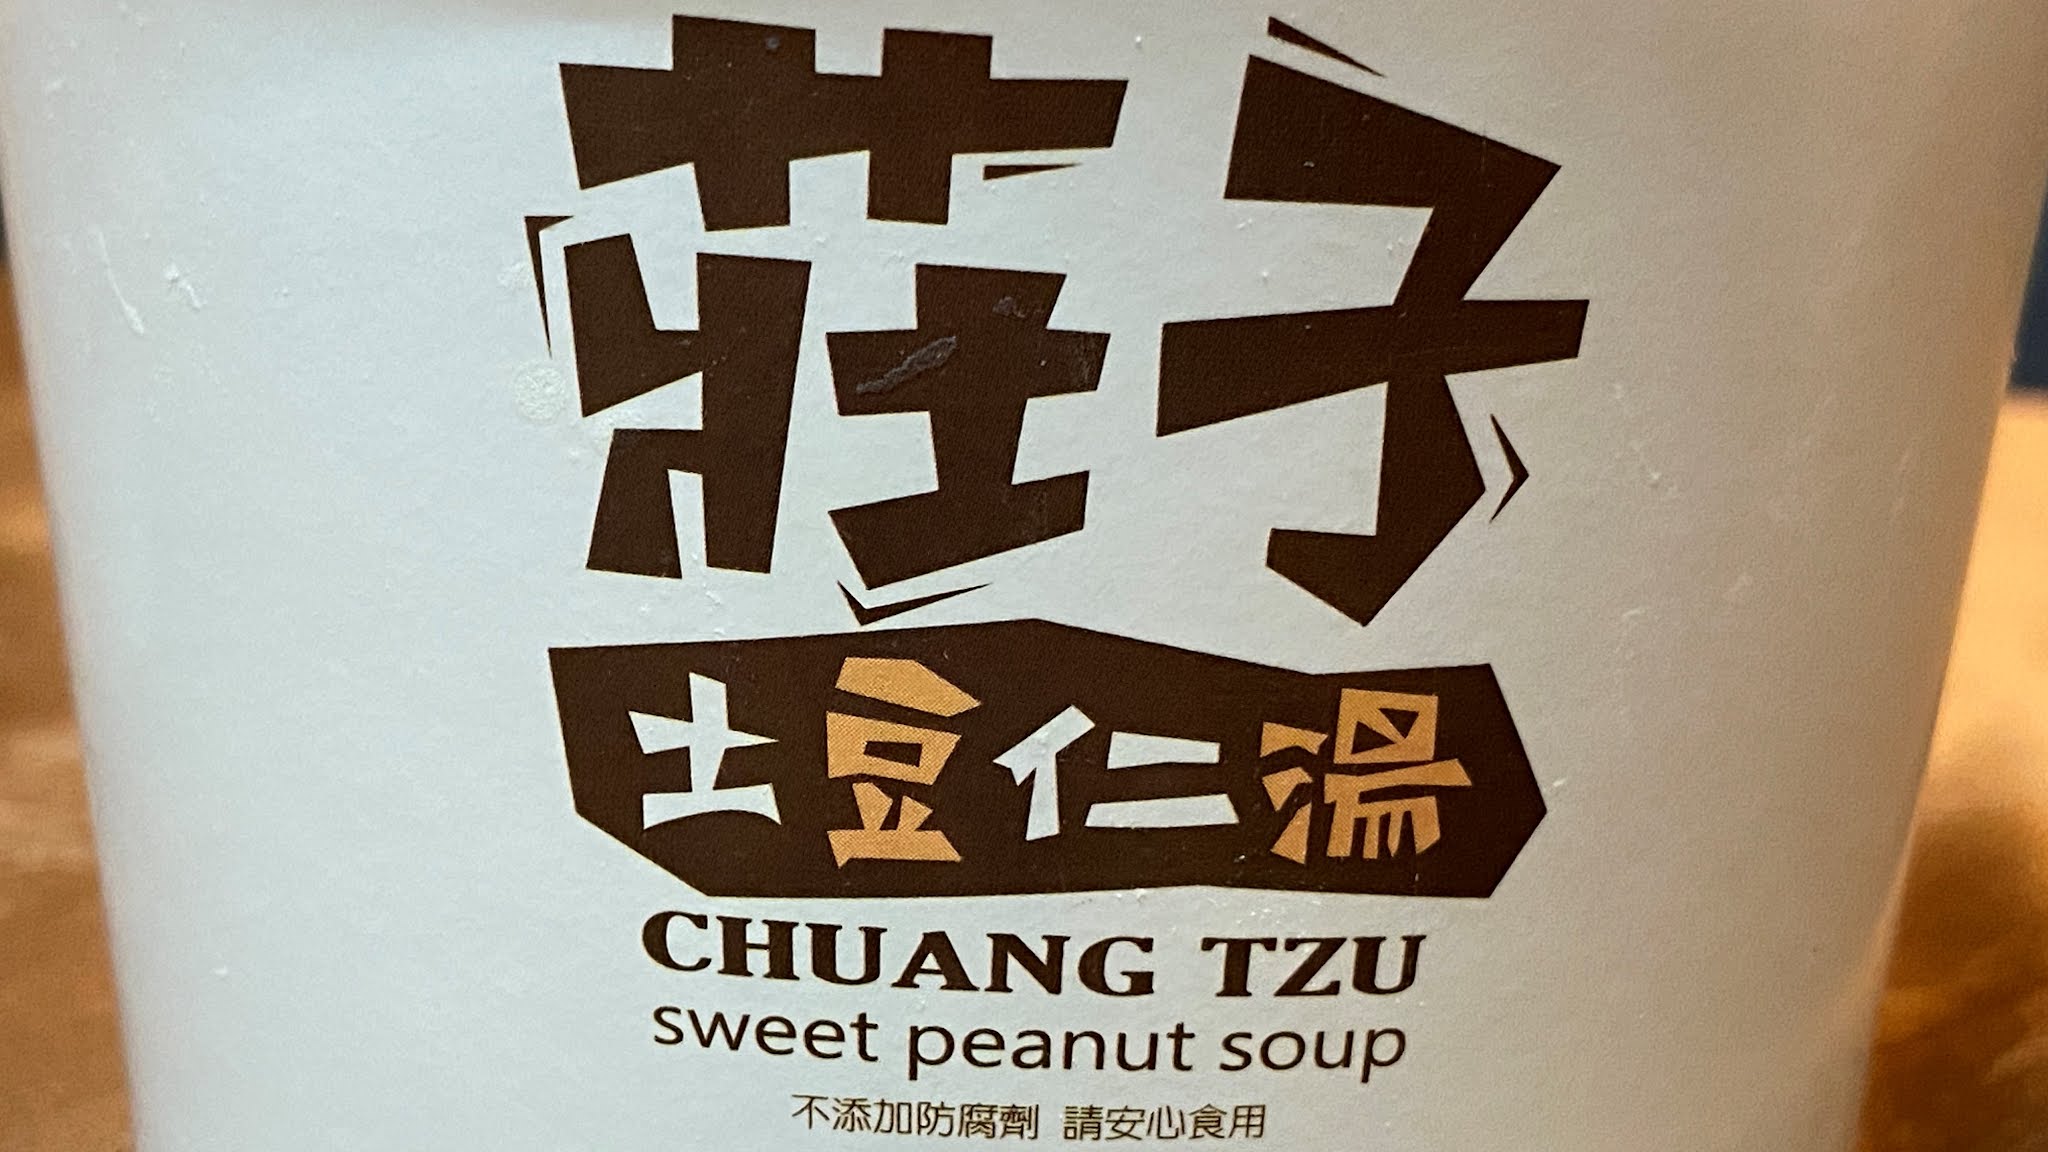 莊子
土豆仁湯
CHUANG TZU
sweet peanut soup
不添加防腐劑 請安心食用